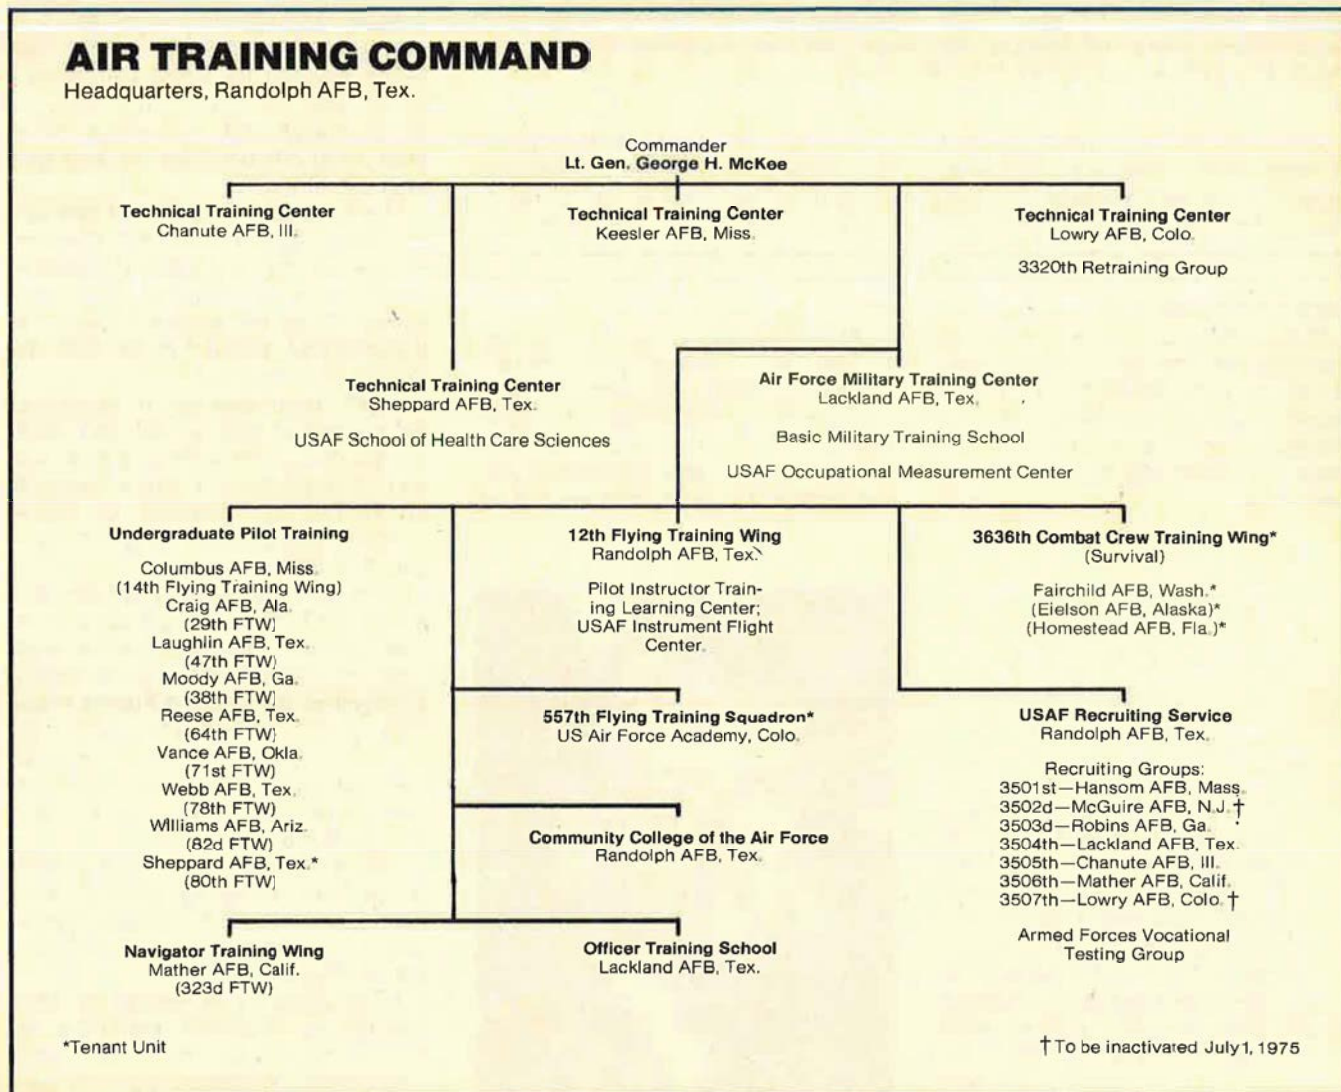 AIR TRAINING COMMAND
Headquarters, Randolph AFB, Tex.
Commander
Lt. Gen. George H. McKee
Technical Training Center
Chanute AFB, Ill.
Technical Training Center
Keesler AFB, Miss.
Technical Training Center
Lowry AFB, Colo.
3320th Retraining Group
Technical Training Center
Sheppard AFB, Tex.
USAF School of Health Care Sciences
Air Force Military Training Center
Lackland AFB, Tex.
Basic Military Training School
USAF Occupational Measurement Center
Undergraduate Pilot Training
Columbus AFB, Miss.
(14th Flying Training Wing)
Craig AFB, Ala.
(29th FTW)
Laughlin AFB, Tex.
(47th FTW)
Moody AFB, Ga.
(38th FTW)
Reese AFB, Tex.
(64th FTW)
Vance AFB, Okla.
(71st FTW)
Webb AFB, Tex.
(78th FTW)
Williams AFB, Ariz.
(82d FTW)
Sheppard AFB, Tex.*
(80th FTW)
12th Flying Training Wing
Randolph AFB, Tex.
Pilot Instructor Train-
ing Learning Center;
USAF Instrument Flight
Center.
3636th Combat Crew Training Wing*
(Survival)
Fairchild AFB, Wash.*
(Eielson AFB, Alaska)*
(Homestead AFB, Fla.)*
557th Flying Training Squadron*
US Air Force Academy, Colo.
USAF Recruiting Service
Randolph AFB, Tex.
Recruiting Groups:
3501st—Hansom AFB, Mass.
3502d—McGuire AFB, N.J.†
3503d—Robins AFB, Ga.
3504th—Lackland AFB, Tex.
3505th—Chanute AFB, Ill.
3506th—Mather AFB, Calif.
3507th—Lowry AFB, Colo.†
Armed Forces Vocational
Testing Group
Community College of the Air Force
Randolph AFB, Tex.
Navigator Training Wing
Mather AFB, Calif.
(323d FTW)
Officer Training School
Lackland AFB, Tex.
*Tenant Unit
†To be inactivated July 1, 1975